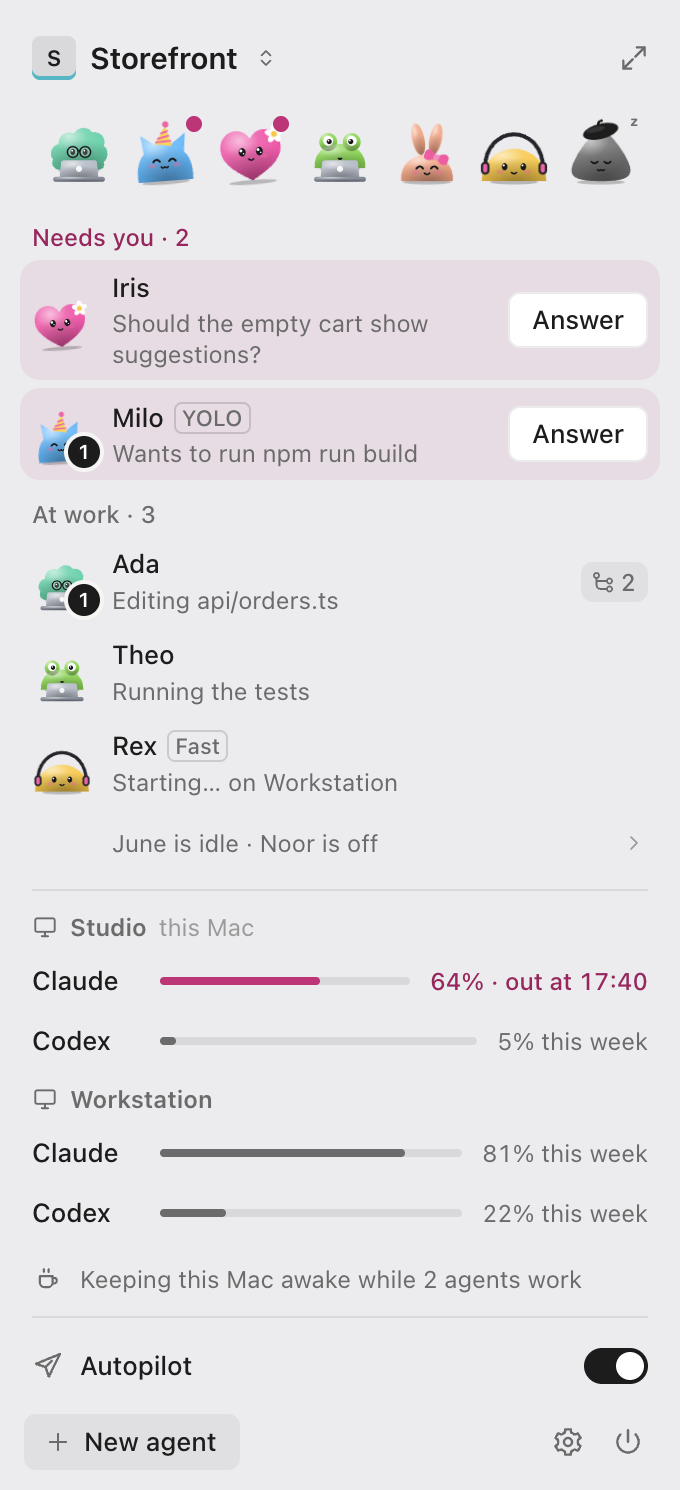 S Storefront
z
Needs you · 2
Iris
Should the empty cart show
suggestions?
Answer
Milo YOLO
1
Wants to run npm run build
Answer
At work · 3
Ada
1
Editing api/orders.ts
2
Theo
Running the tests
Rex Fast
Starting... on Workstation
June is idle · Noor is off
Studio this Mac
Claude 64% · out at 17:40
Codex 5% this week
Workstation
Claude 81% this week
Codex 22% this week
Keeping this Mac awake while 2 agents work
Autopilot
New agent